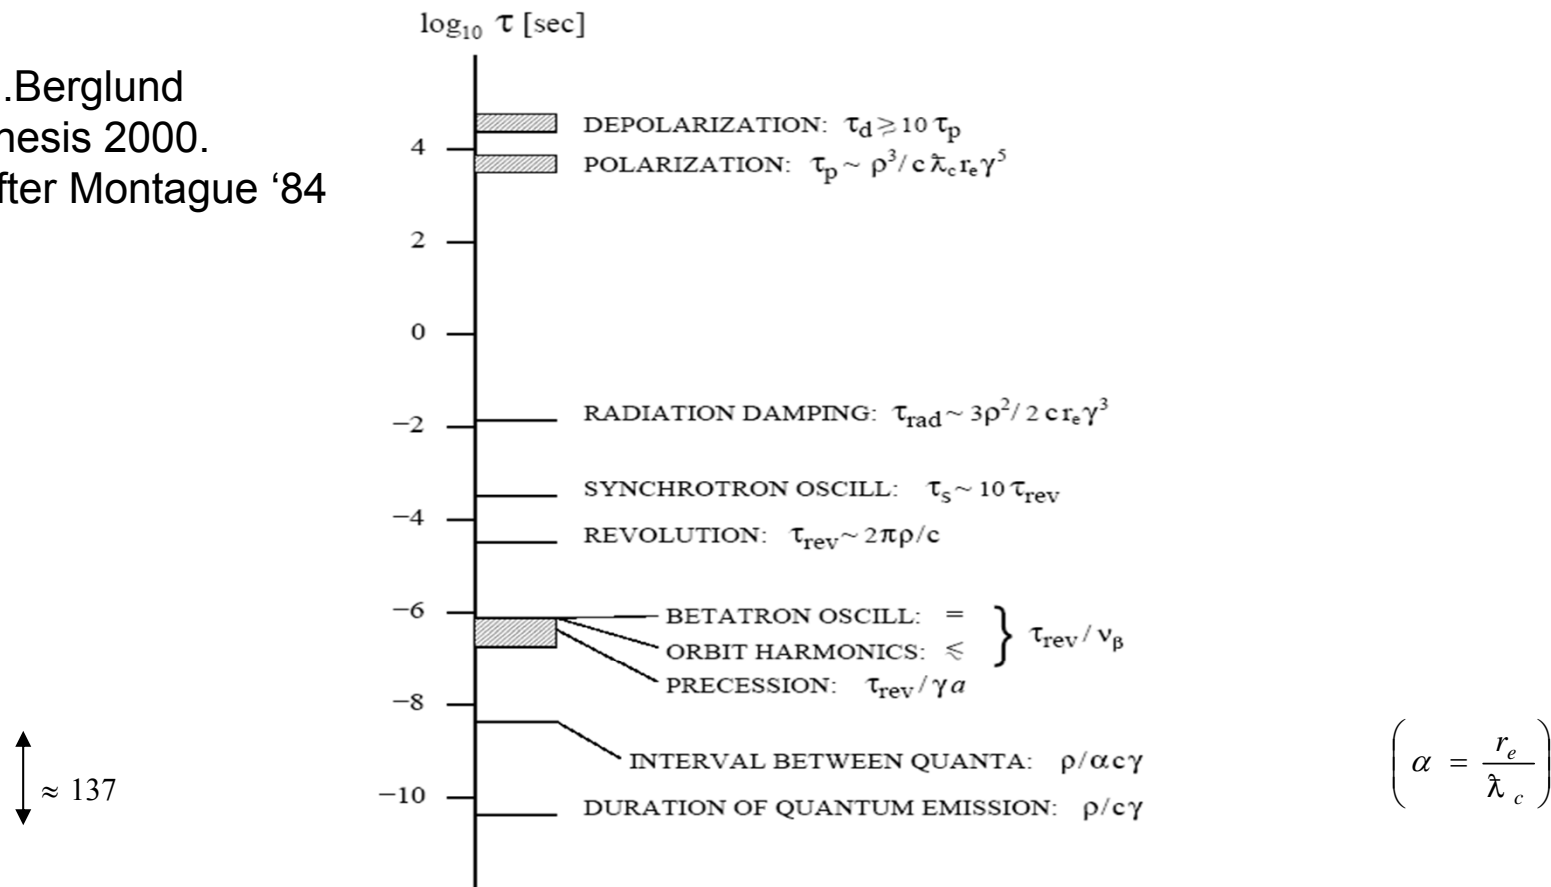 log₁₀ τ [sec]
.Berglund
hesis 2000.
fter Montague ‘84
DEPOLARIZATION: τd ⩾ 10 τp
4
POLARIZATION: τp ~ ρ³/ c ƛc re γ⁵
2
0
RADIATION DAMPING: τrad ~ 3ρ²/ 2 c re γ³
−2
SYNCHROTRON OSCILL: τs ~ 10 τrev
−4
REVOLUTION: τrev ~ 2πρ/c
−6
BETATRON OSCILL: =
ORBIT HARMONICS: ⩽
} τrev / νβ
PRECESSION: τrev / γa
−8
INTERVAL BETWEEN QUANTA: ρ/αcγ
≈ 137
−10
DURATION OF QUANTUM EMISSION: ρ/cγ
(α = re / ƛc)